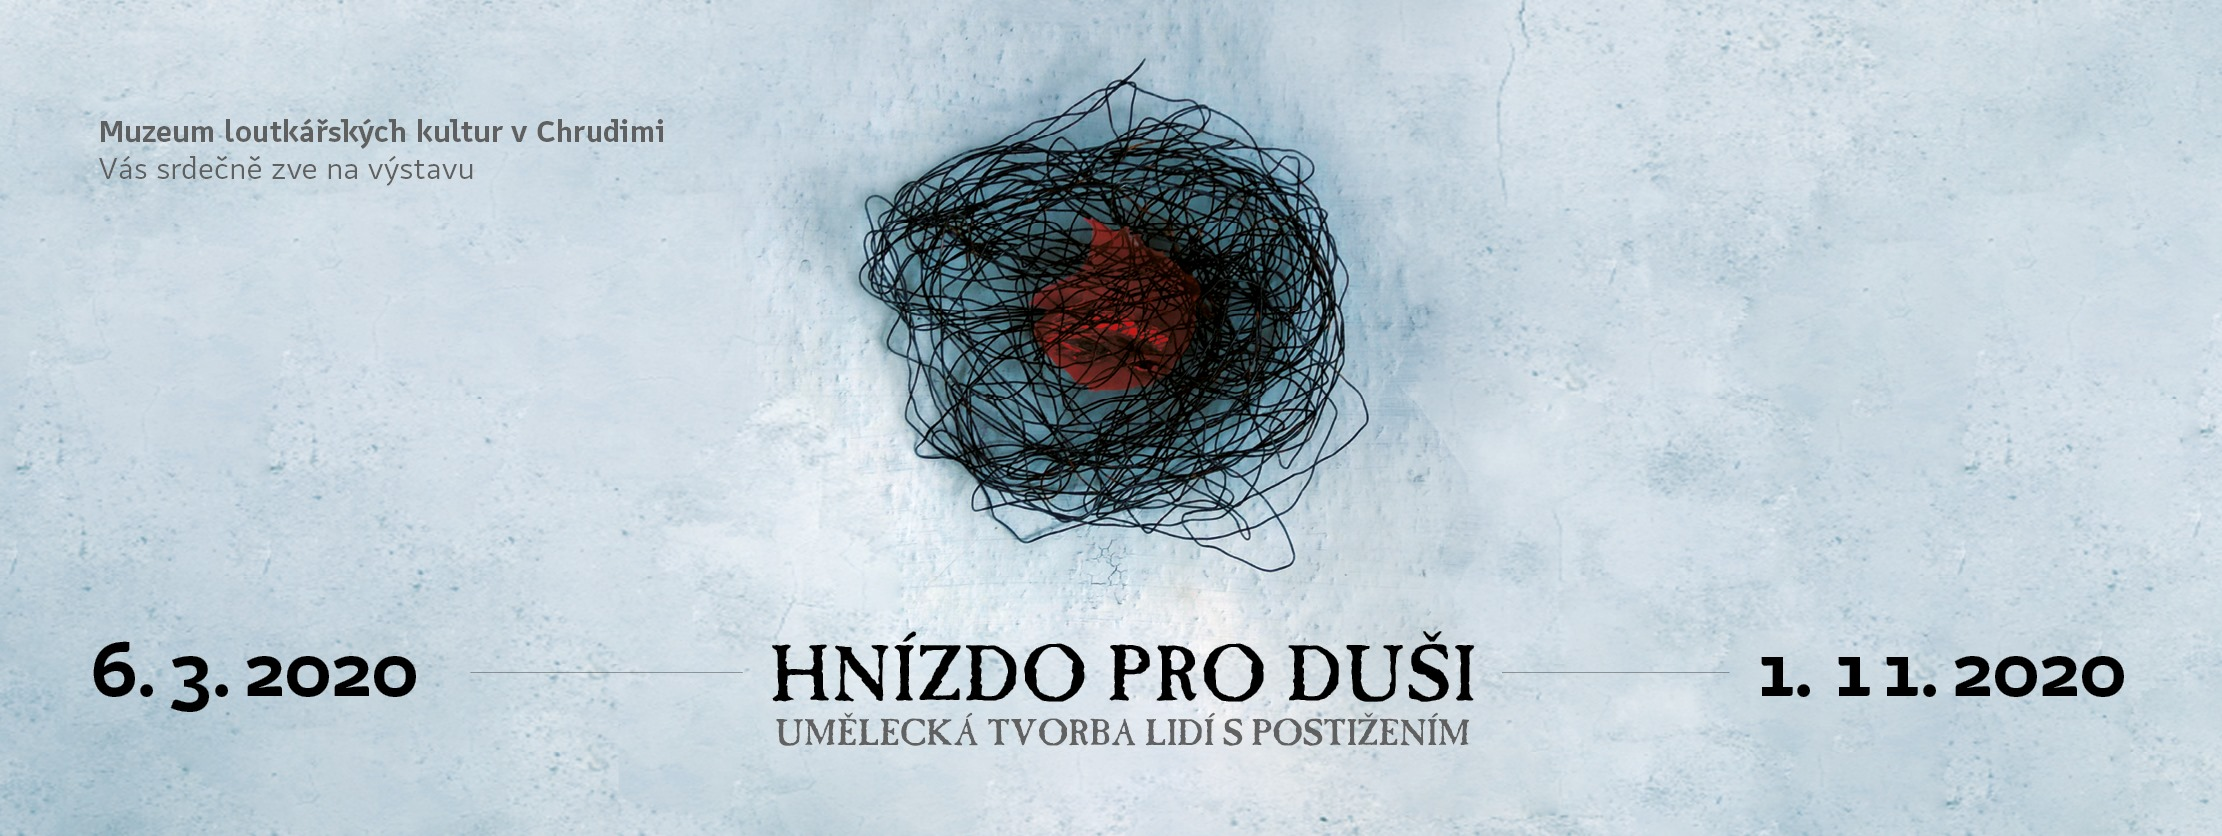 Muzeum loutkářských kultur v Chrudimi
Vás srdečně zve na výstavu
6. 3. 2020 HNÍZDO PRO DUŠI 1. 11. 2020
UMĚLECKÁ TVORBA LIDÍ S POSTIŽENÍM